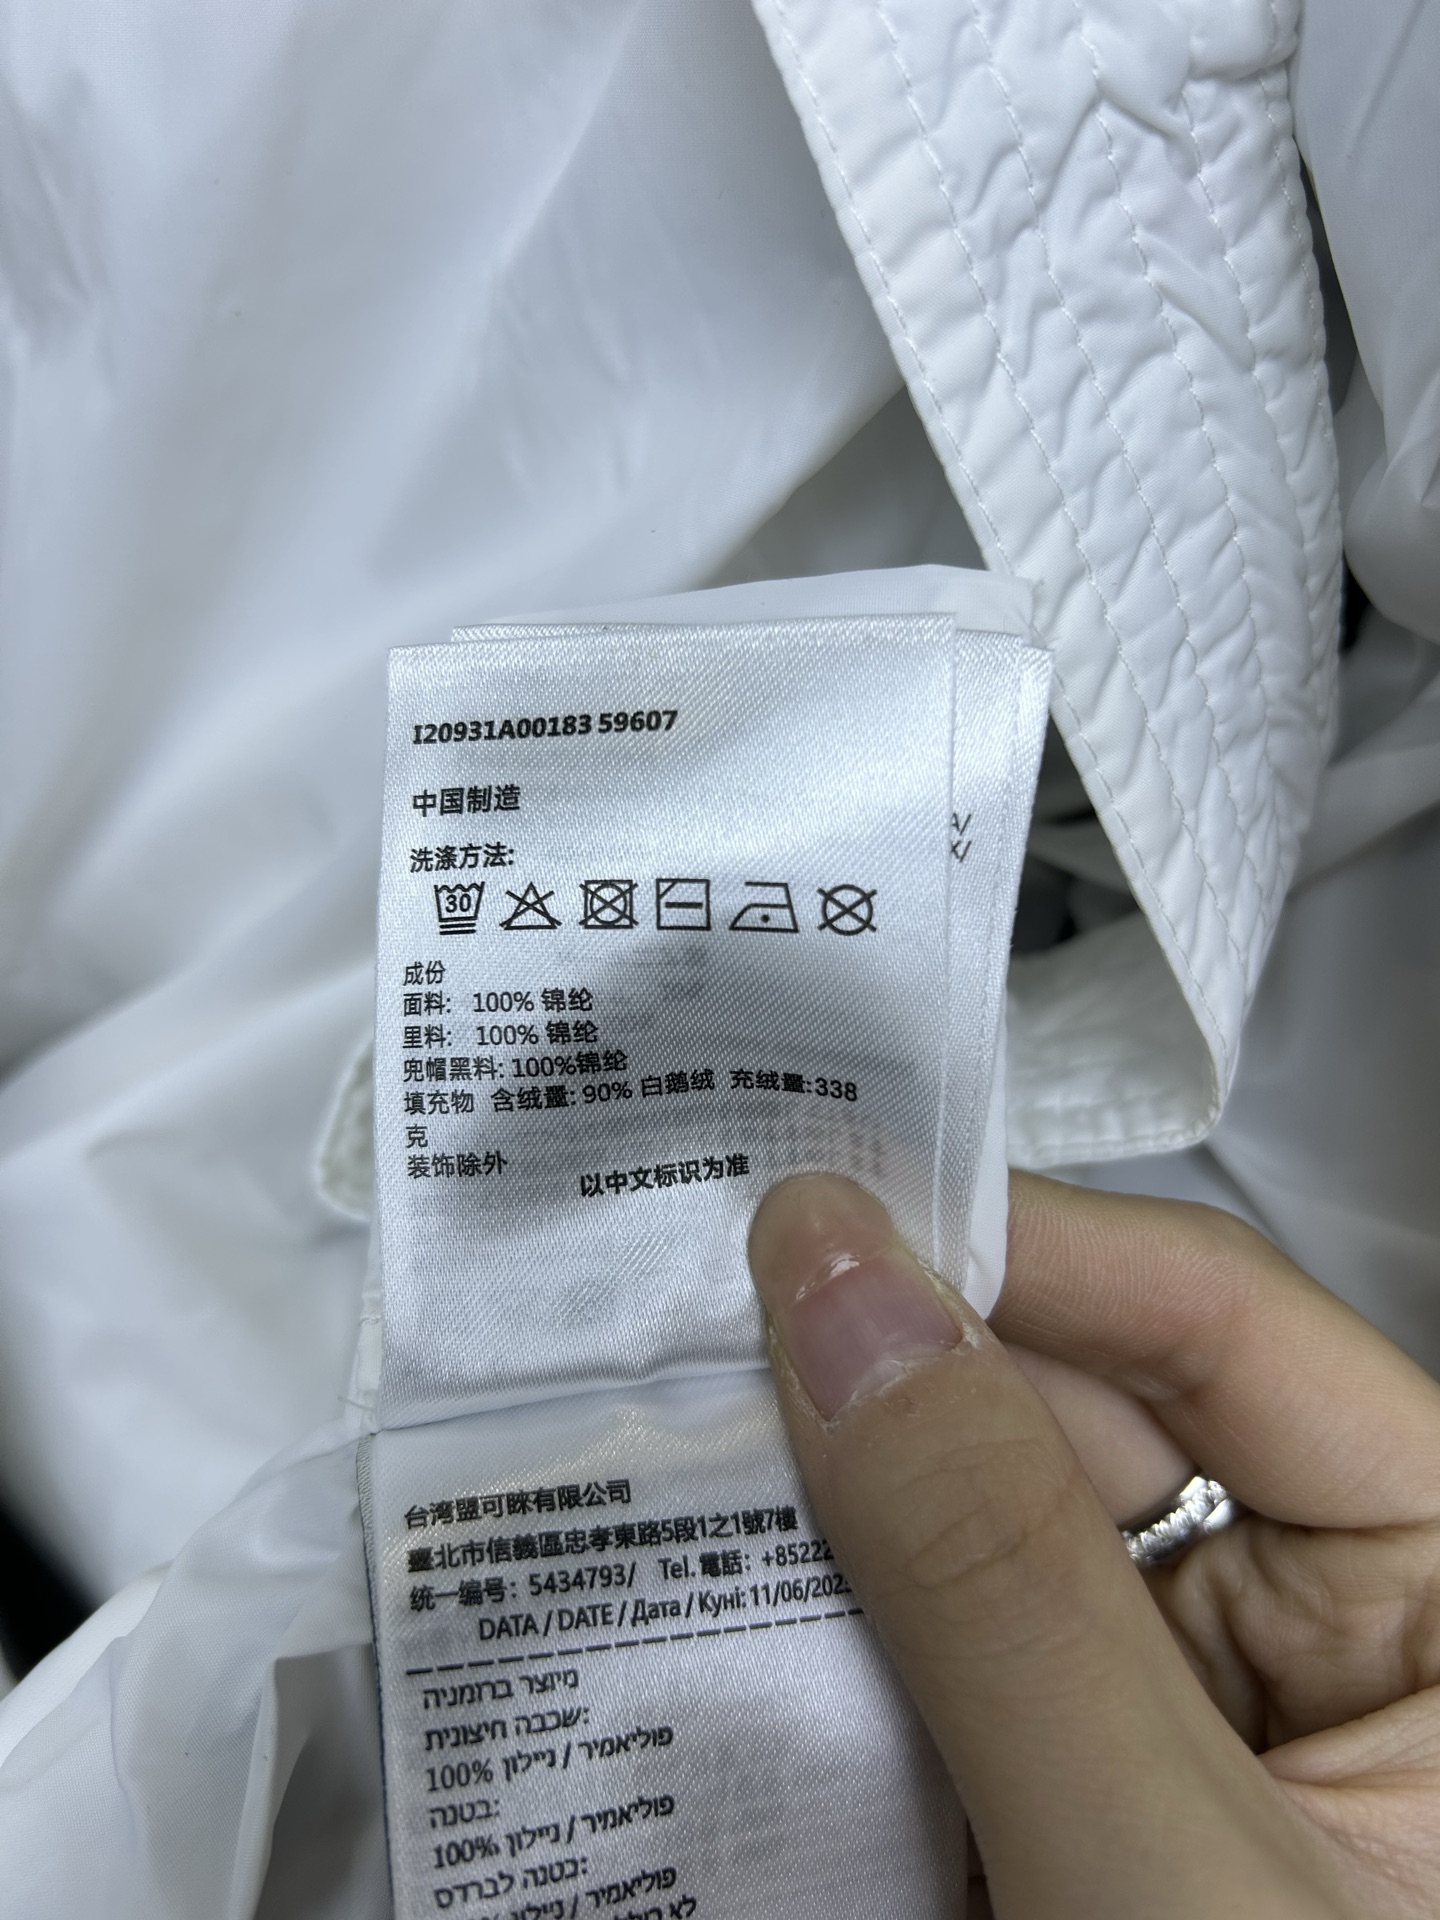 I20931A00183 59607
中国制造
洗涤方法:
30
A/
X/
成份
面料: 100% 锦纶
里料: 100% 锦纶
兜帽黑料: 100%锦纶
填充物 含绒量: 90% 白鹅绒 充绒量:338
克
装饰除外
以中文标识为准
台湾盟可睞有限公司
臺北市信義區忠孝東路5段1之1號7樓
统一编号: 5434793/ Tel. 電話: +85222
DATA / DATE / Дата / Күні: 11/06/202
מיוצר ברומניה
שכבה חיצונית:
100% פוליאמיד / ניילון
בטנה:
100% פוליאמיד / ניילון
בטנה לברדס:
פוליאמיד / ניילון